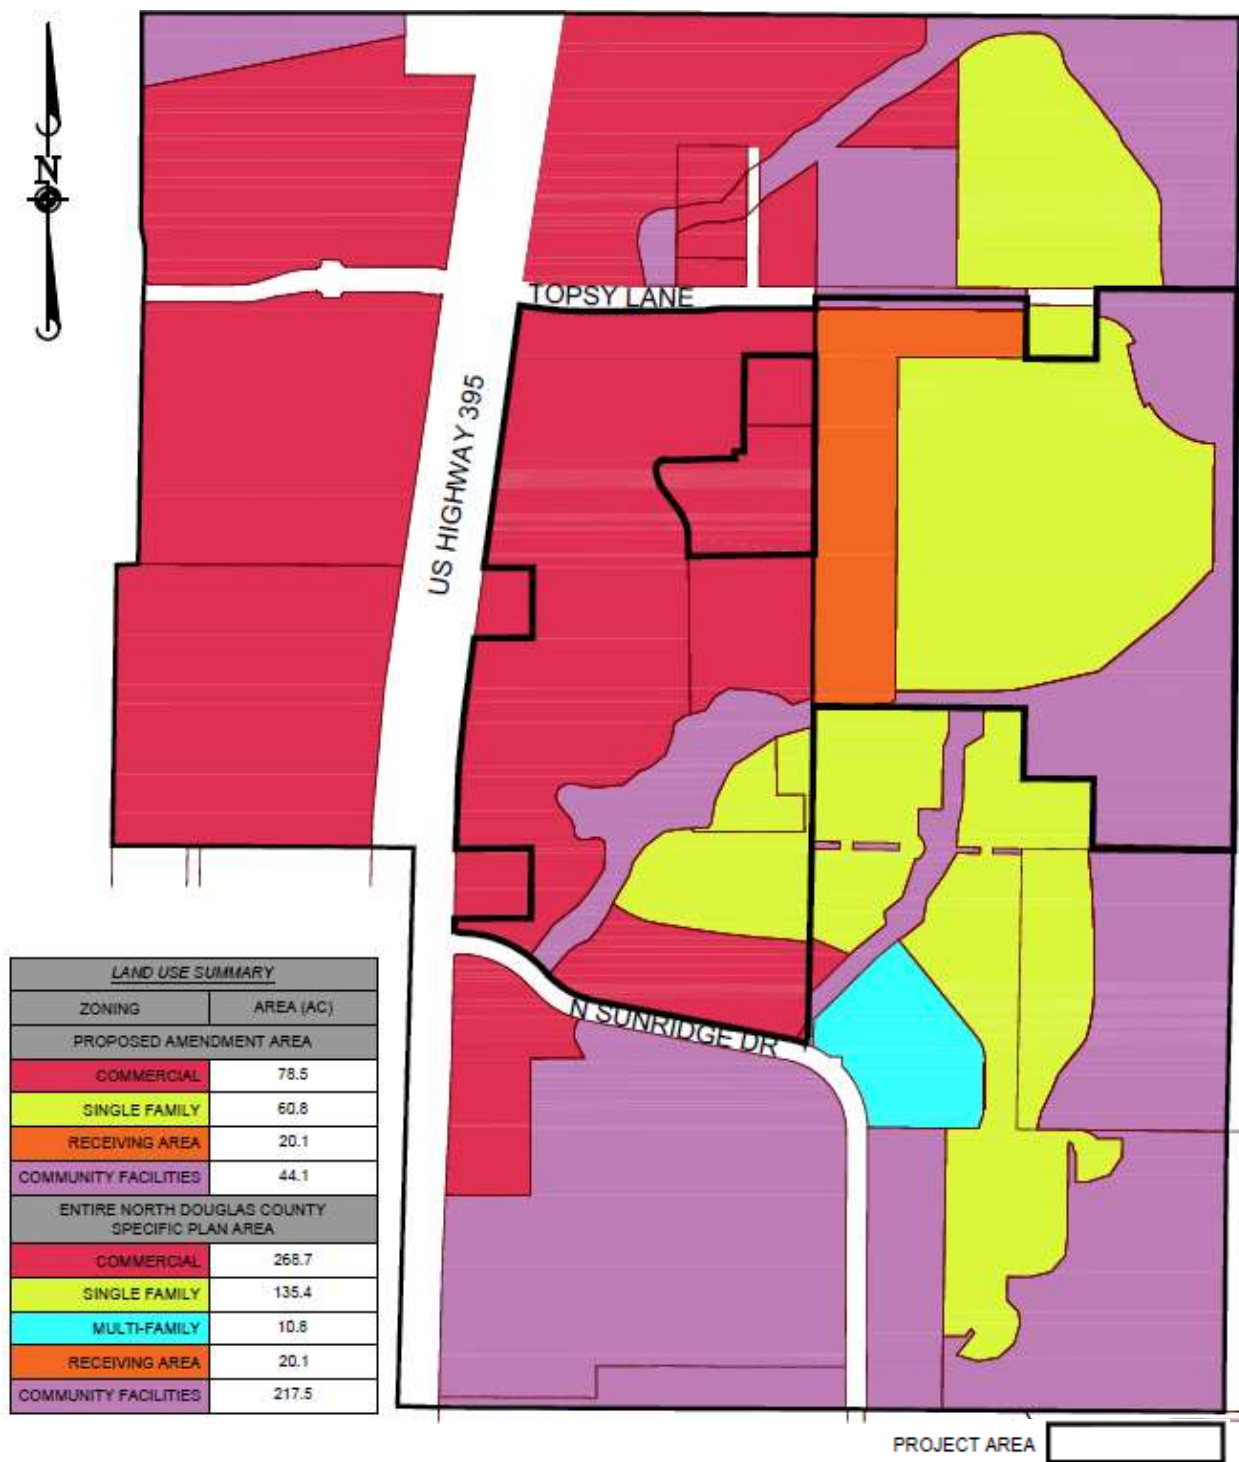 N
TOPSY LANE
US HIGHWAY 395
N SUNRIDGE DR
LAND USE SUMMARY
ZONING AREA (AC)
PROPOSED AMENDMENT AREA
COMMERCIAL 78.5
SINGLE FAMILY 60.8
RECEIVING AREA 20.1
COMMUNITY FACILITIES 44.1
ENTIRE NORTH DOUGLAS COUNTY
SPECIFIC PLAN AREA
COMMERCIAL 268.7
SINGLE FAMILY 135.4
MULTI-FAMILY 10.8
RECEIVING AREA 20.1
COMMUNITY FACILITIES 217.5
PROJECT AREA